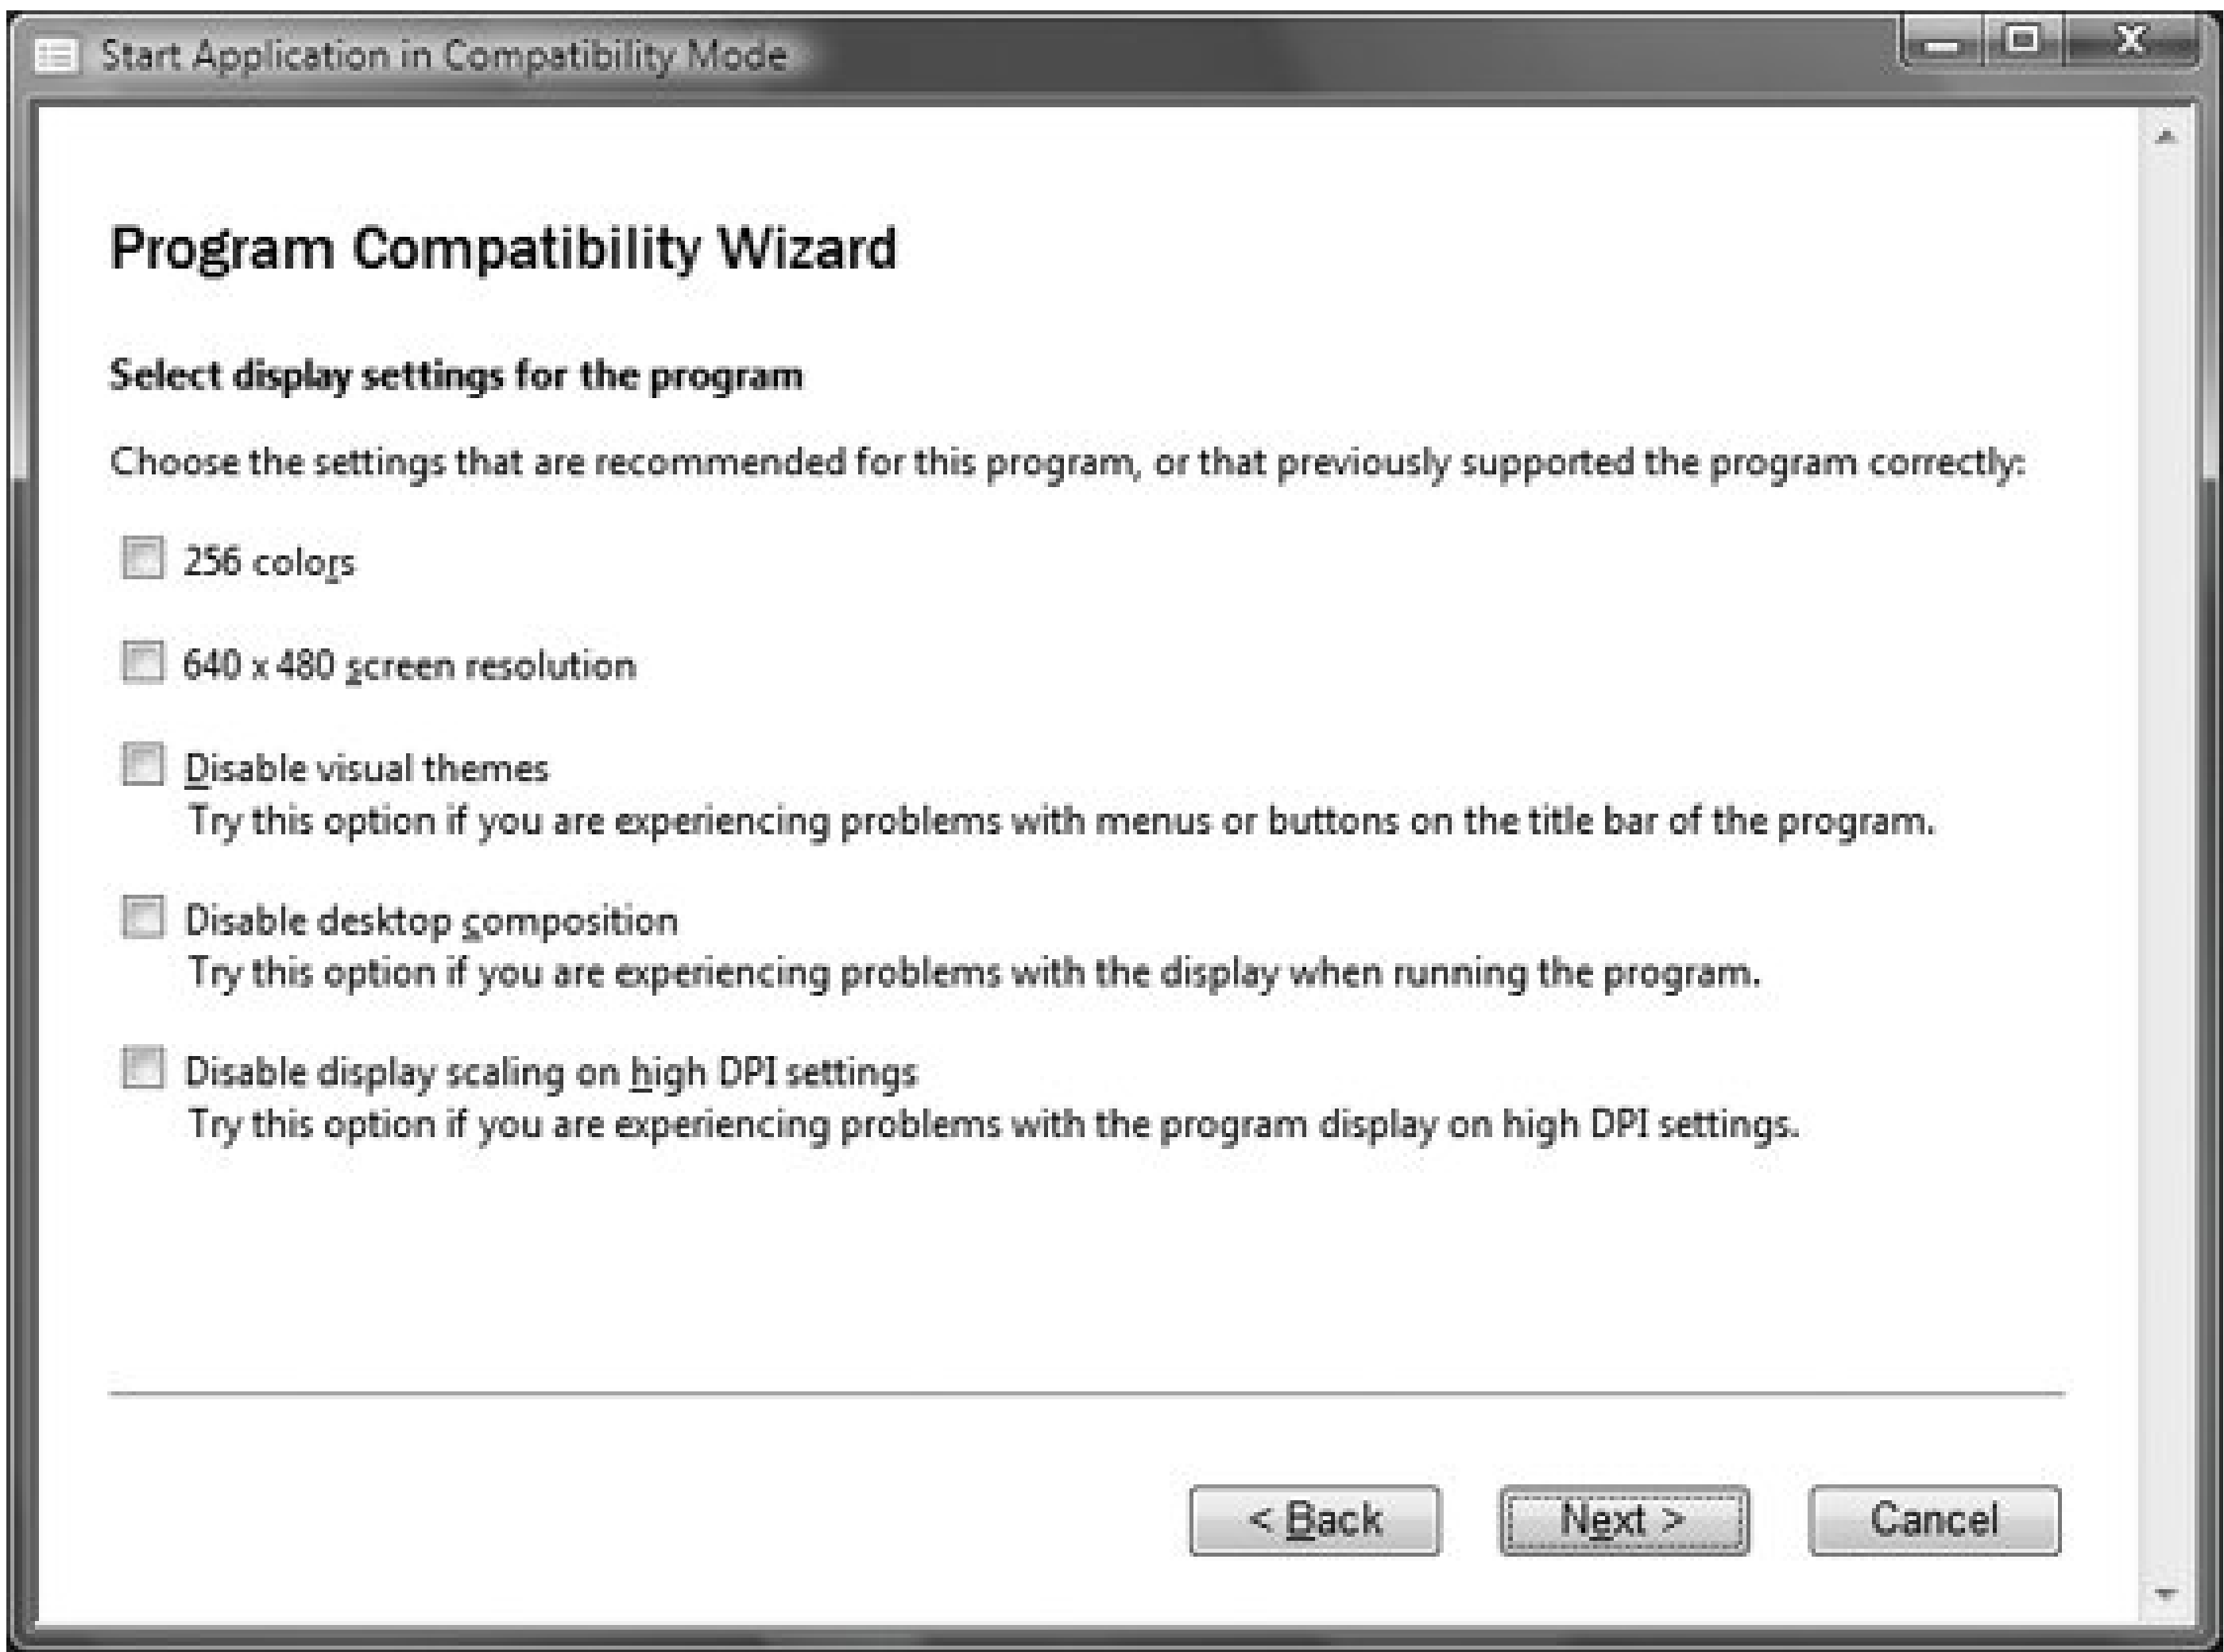 Start Application in Compatibility Mode
Program Compatibility Wizard
Select display settings for the program
Choose the settings that are recommended for this program, or that previously supported the program correctly:
256 colors
640 x 480 screen resolution
Disable visual themes
Try this option if you are experiencing problems with menus or buttons on the title bar of the program.
Disable desktop composition
Try this option if you are experiencing problems with the display when running the program.
Disable display scaling on high DPI settings
Try this option if you are experiencing problems with the program display on high DPI settings.
< Back Next > Cancel